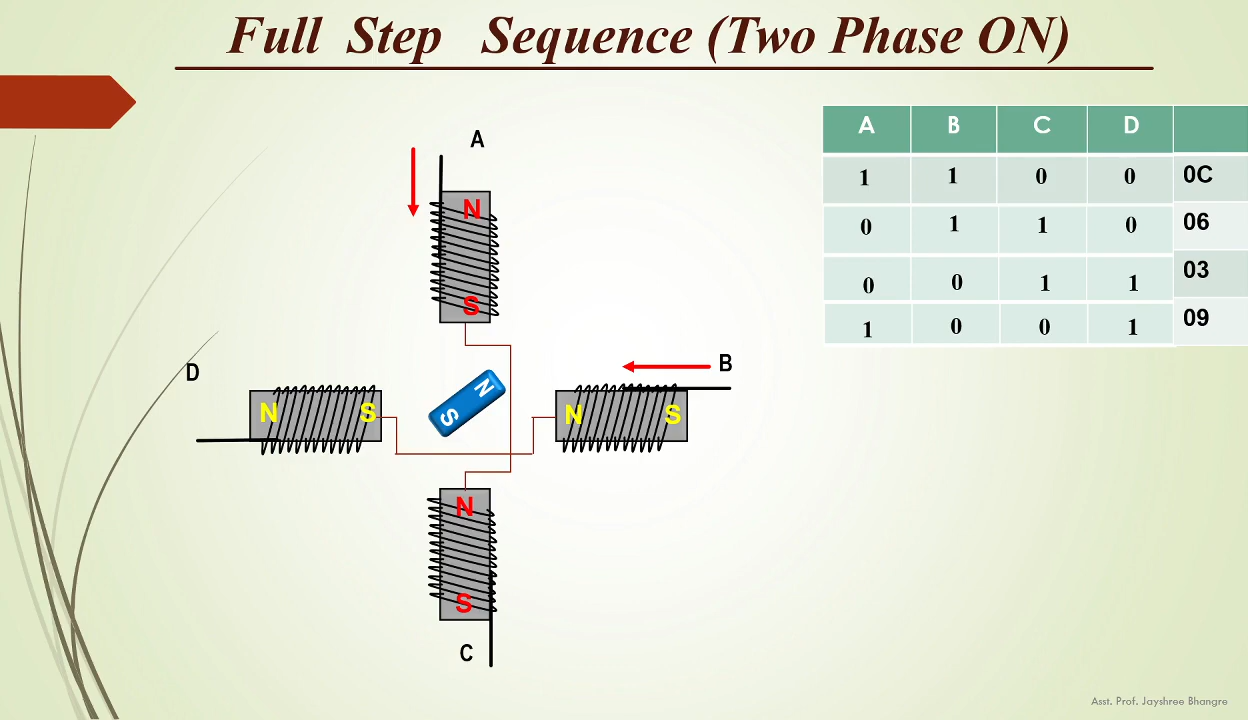 Full Step Sequence (Two Phase ON)
A B C D
1 1 0 0 0C
0 1 1 0 06
0 0 1 1 03
1 0 0 1 09
A
N
S
D
B
N S
N
S
N S
N
S
C
Asst. Prof. Jayshree Bhangre